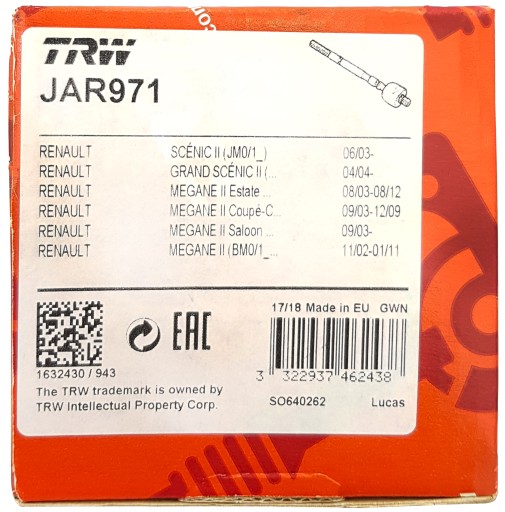 con
TRW
JAR971
RENAULT SCÉNIC II (JM0/1_) 06/03-
RENAULT GRAND SCÉNIC II (... 04/04-
RENAULT MEGANE II Estate ... 08/03-08/12
RENAULT MEGANE II Coupé-C... 09/03-12/09
RENAULT MEGANE II Saloon ... 09/03-
RENAULT MEGANE II (BM0/1_... 11/02-01/11
17/18 Made in EU GWN
EAC
1632430 / 943
3 322937 462438
The TRW trademark is owned by
TRW Intellectual Property Corp.
SO640262 Lucas